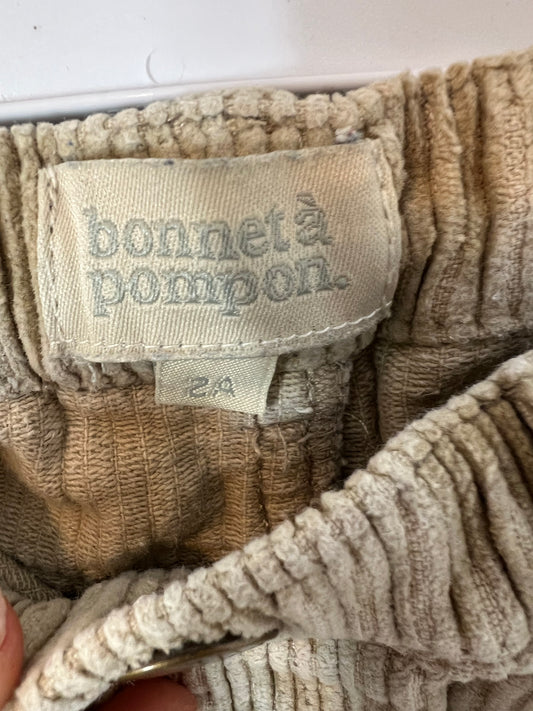 bonnet à
pompon.
2A